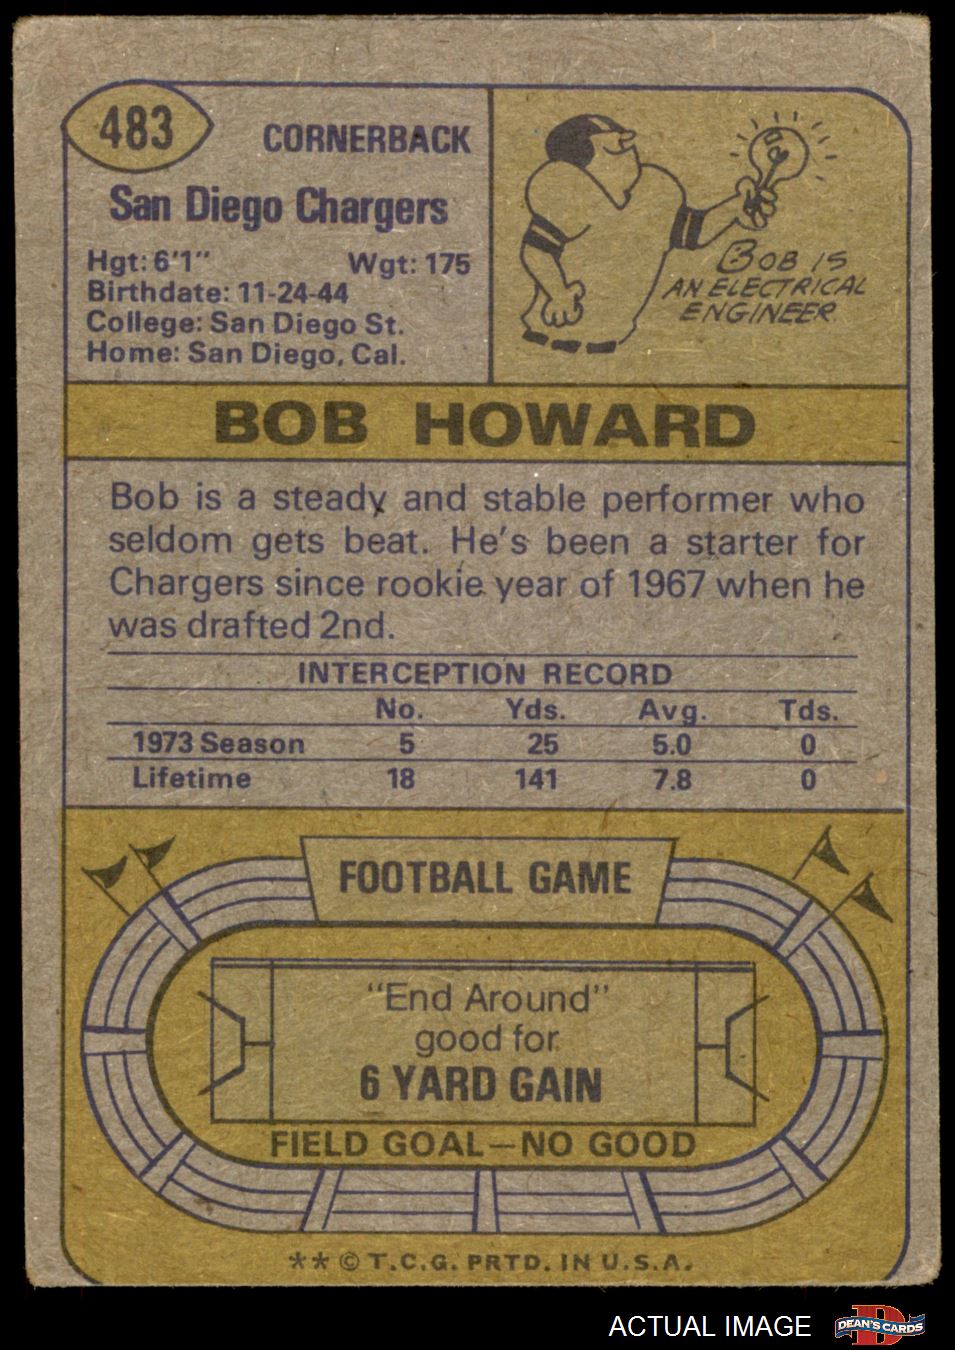 483
CORNERBACK
San Diego Chargers
Hgt: 6'1" Wgt: 175
Birthdate: 11-24-44
College: San Diego St.
Home: San Diego, Cal.
BOB IS
AN ELECTRICAL
ENGINEER
BOB HOWARD
Bob is a steady and stable performer who
seldom gets beat. He's been a starter for
Chargers since rookie year of 1967 when he
was drafted 2nd.
INTERCEPTION RECORD
No. Yds. Avg. Tds.
1973 Season 5 25 5.0 0
Lifetime 18 141 7.8 0
FOOTBALL GAME
"End Around"
good for
6 YARD GAIN
FIELD GOAL—NO GOOD
** © T.C.G. PRTD. IN U.S.A.
ACTUAL IMAGE
DEAN'S CARDS